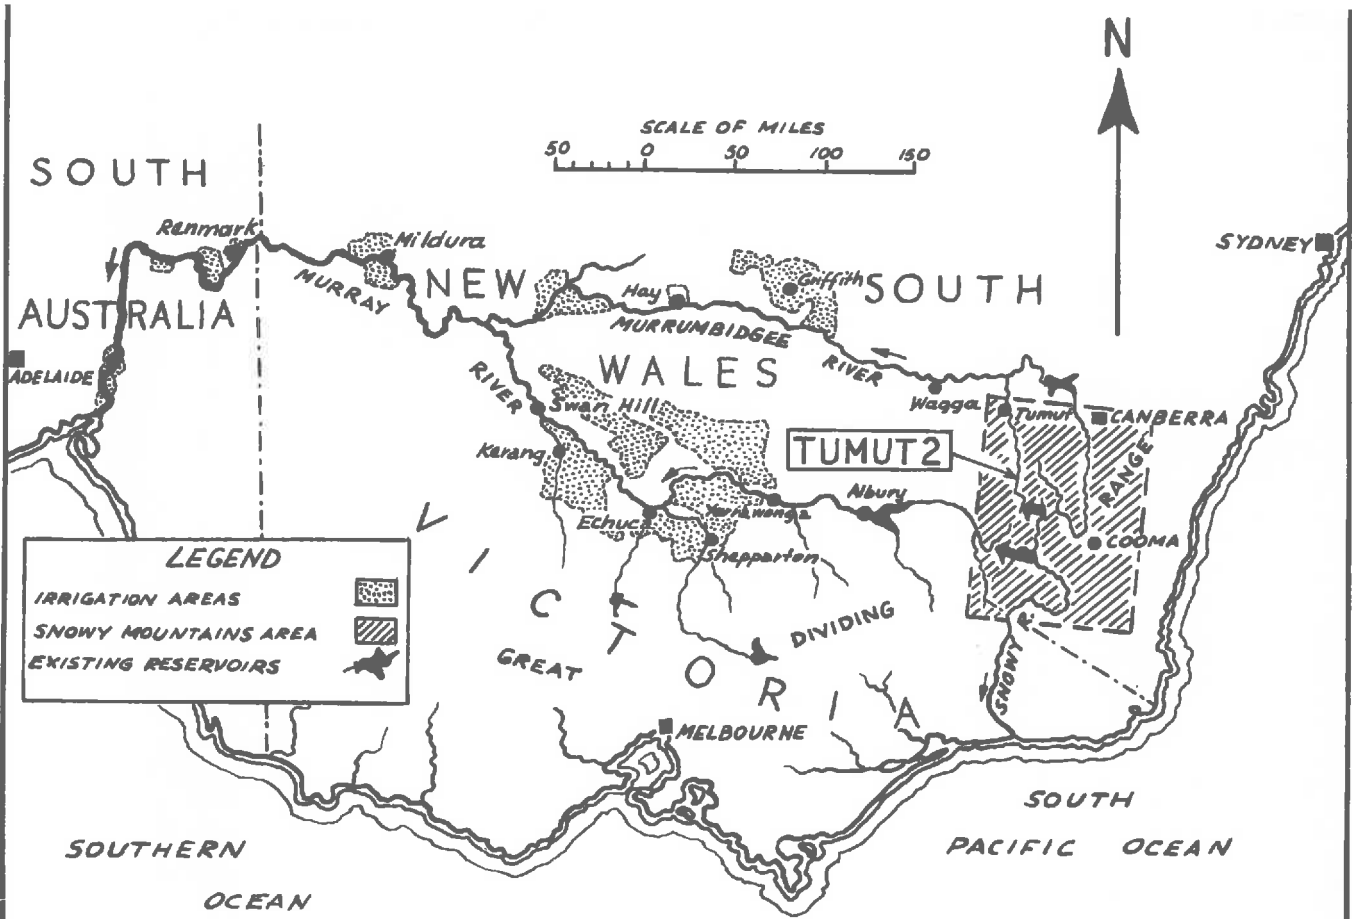 N
SCALE OF MILES
50 0 50 100 150
SOUTH
AUSTRALIA
Renmark
Mildura
MURRAY
RIVER
NEW
SOUTH
WALES
Hay
Griffith
MURRUMBIDGEE
RIVER
SYDNEY
ADELAIDE
Swan Hill
Kerang
Wagga
Tumut
CANBERRA
TUMUT 2
RANGE
Echuca
Yarrawonga
Albury
Shepparton
COOMA
VICTORIA
GREAT
DIVIDING
SNOWY R.
MELBOURNE
LEGEND
IRRIGATION AREAS
SNOWY MOUNTAINS AREA
EXISTING RESERVOIRS
SOUTHERN
OCEAN
SOUTH
PACIFIC OCEAN